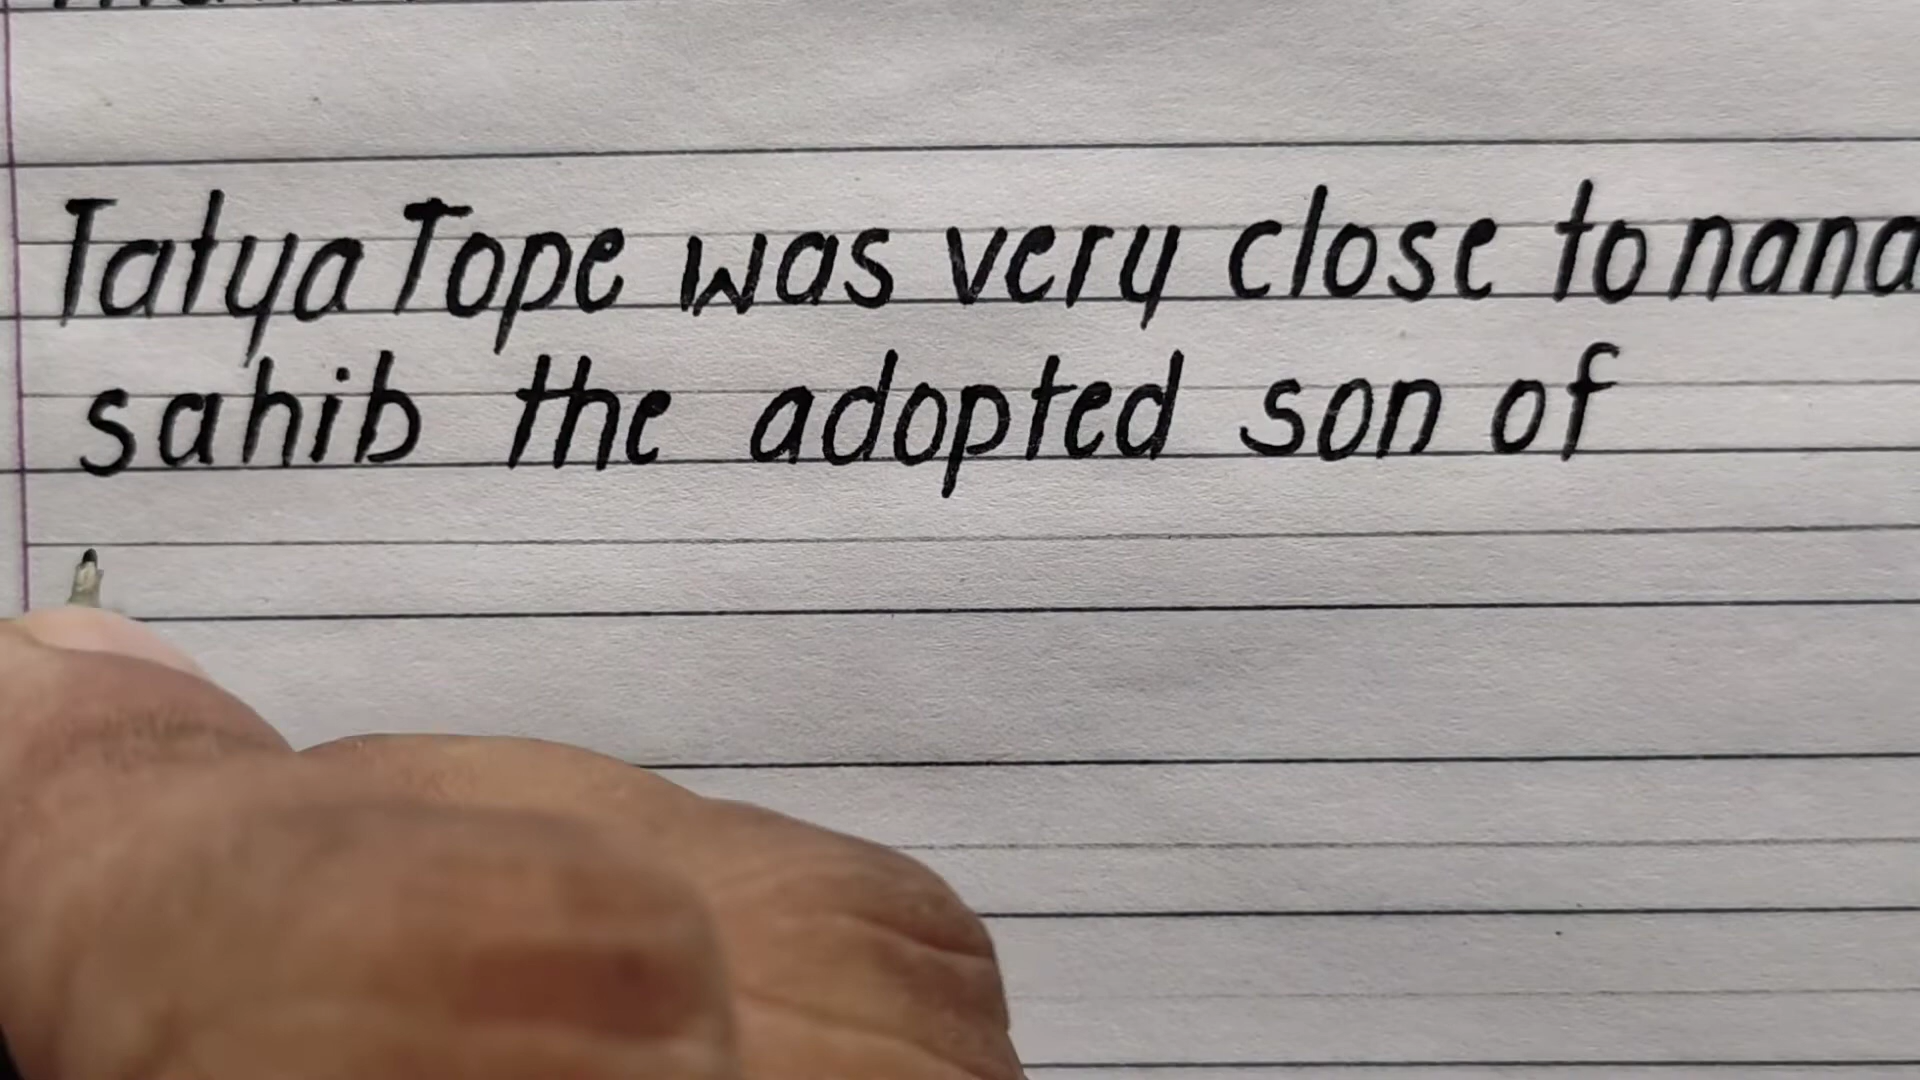 Tatya Tope was very close to nana
sahib the adopted son of